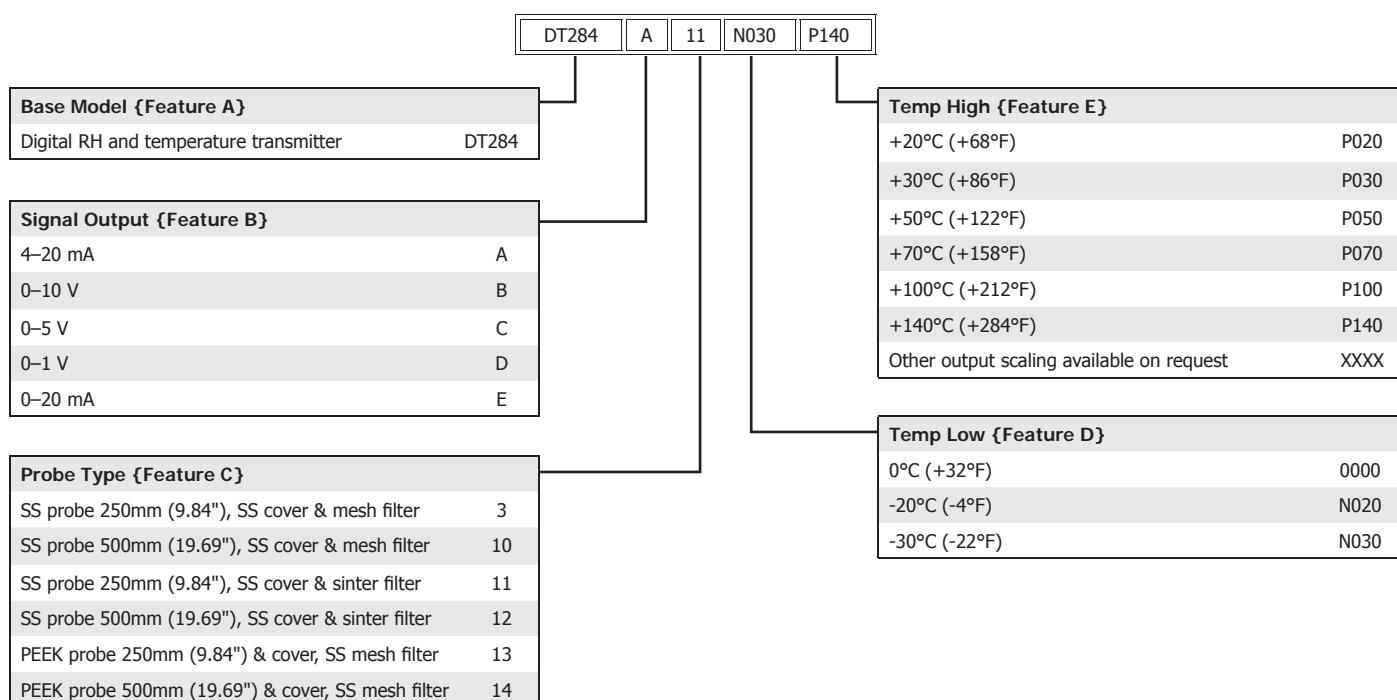 DT284 A 11 N030 P140
Base Model {Feature A}
Digital RH and temperature transmitter DT284
Signal Output {Feature B}
4–20 mA A
0–10 V B
0–5 V C
0–1 V D
0–20 mA E
Probe Type {Feature C}
SS probe 250mm (9.84"), SS cover & mesh filter 3
SS probe 500mm (19.69"), SS cover & mesh filter 10
SS probe 250mm (9.84"), SS cover & sinter filter 11
SS probe 500mm (19.69"), SS cover & sinter filter 12
PEEK probe 250mm (9.84") & cover, SS mesh filter 13
PEEK probe 500mm (19.69") & cover, SS mesh filter 14
Temp High {Feature E}
+20°C (+68°F) P020
+30°C (+86°F) P030
+50°C (+122°F) P050
+70°C (+158°F) P070
+100°C (+212°F) P100
+140°C (+284°F) P140
Other output scaling available on request XXXX
Temp Low {Feature D}
0°C (+32°F) 0000
-20°C (-4°F) N020
-30°C (-22°F) N030